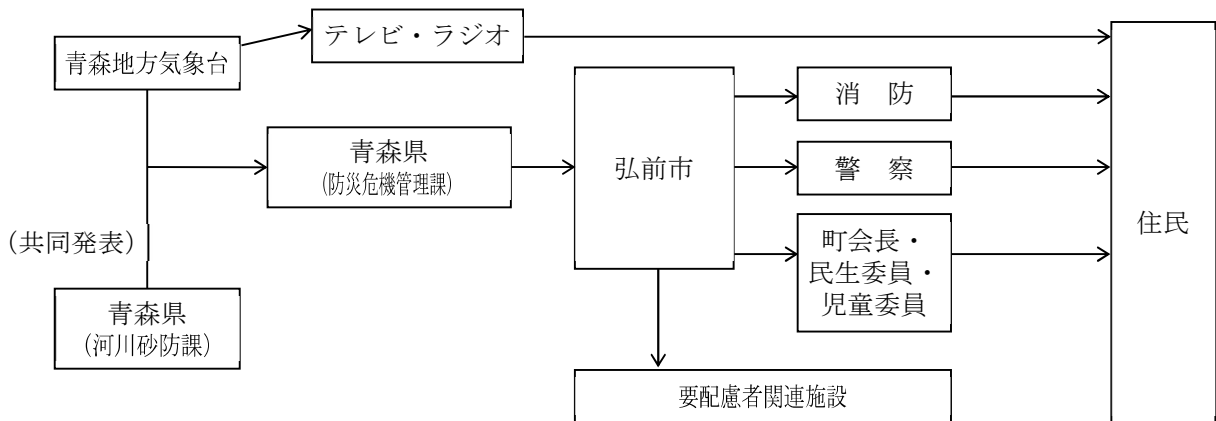 テレビ・ラジオ
青森地方気象台
消　防
青森県
(防災危機管理課)
弘前市
警　察
(共同発表)
町会長・
民生委員・
児童委員
住民
青森県
(河川砂防課)
要配慮者関連施設